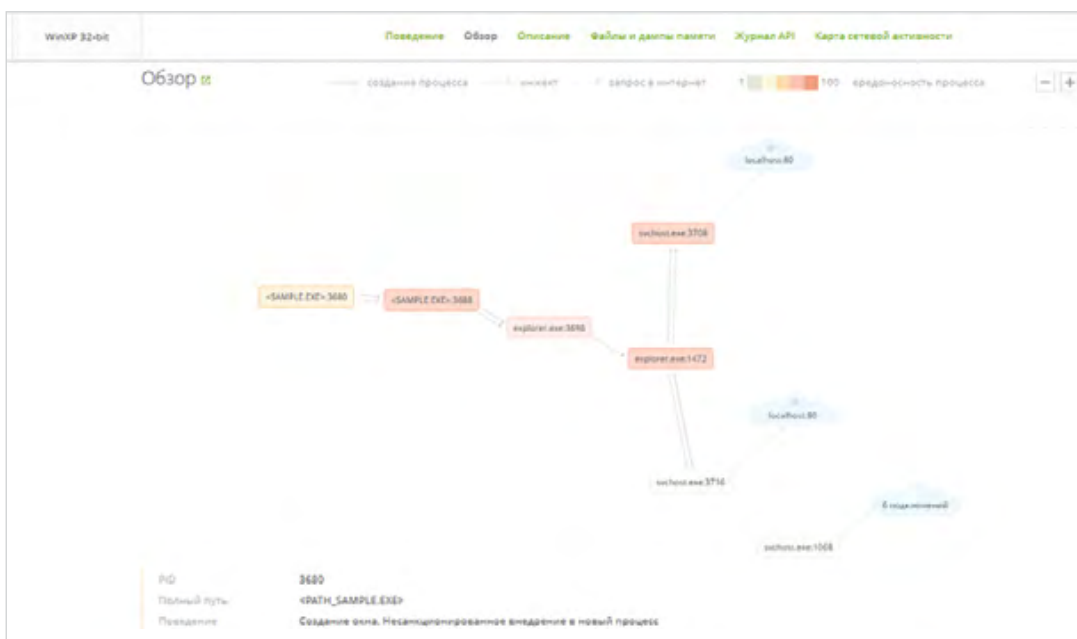 WinXP 32-bit
Поведение Обзор Описание Файлы и дампы памяти Журнал API Карта сетевой активности
Обзор
создание процесса инжект запрос в интернет 1 100 вредоносность процесса
localhost:80
svchost.exe:3708
<SAMPLE.EXE>:3680
<SAMPLE.EXE>:3688
explorer.exe:3696
explorer.exe:1472
localhost:80
svchost.exe:3716
6 подключений
svchost.exe:1068
PID 3680
Полный путь <PATH_SAMPLE.EXE>
Поведение Создание окна, Несанкционированное внедрение в новый процесс